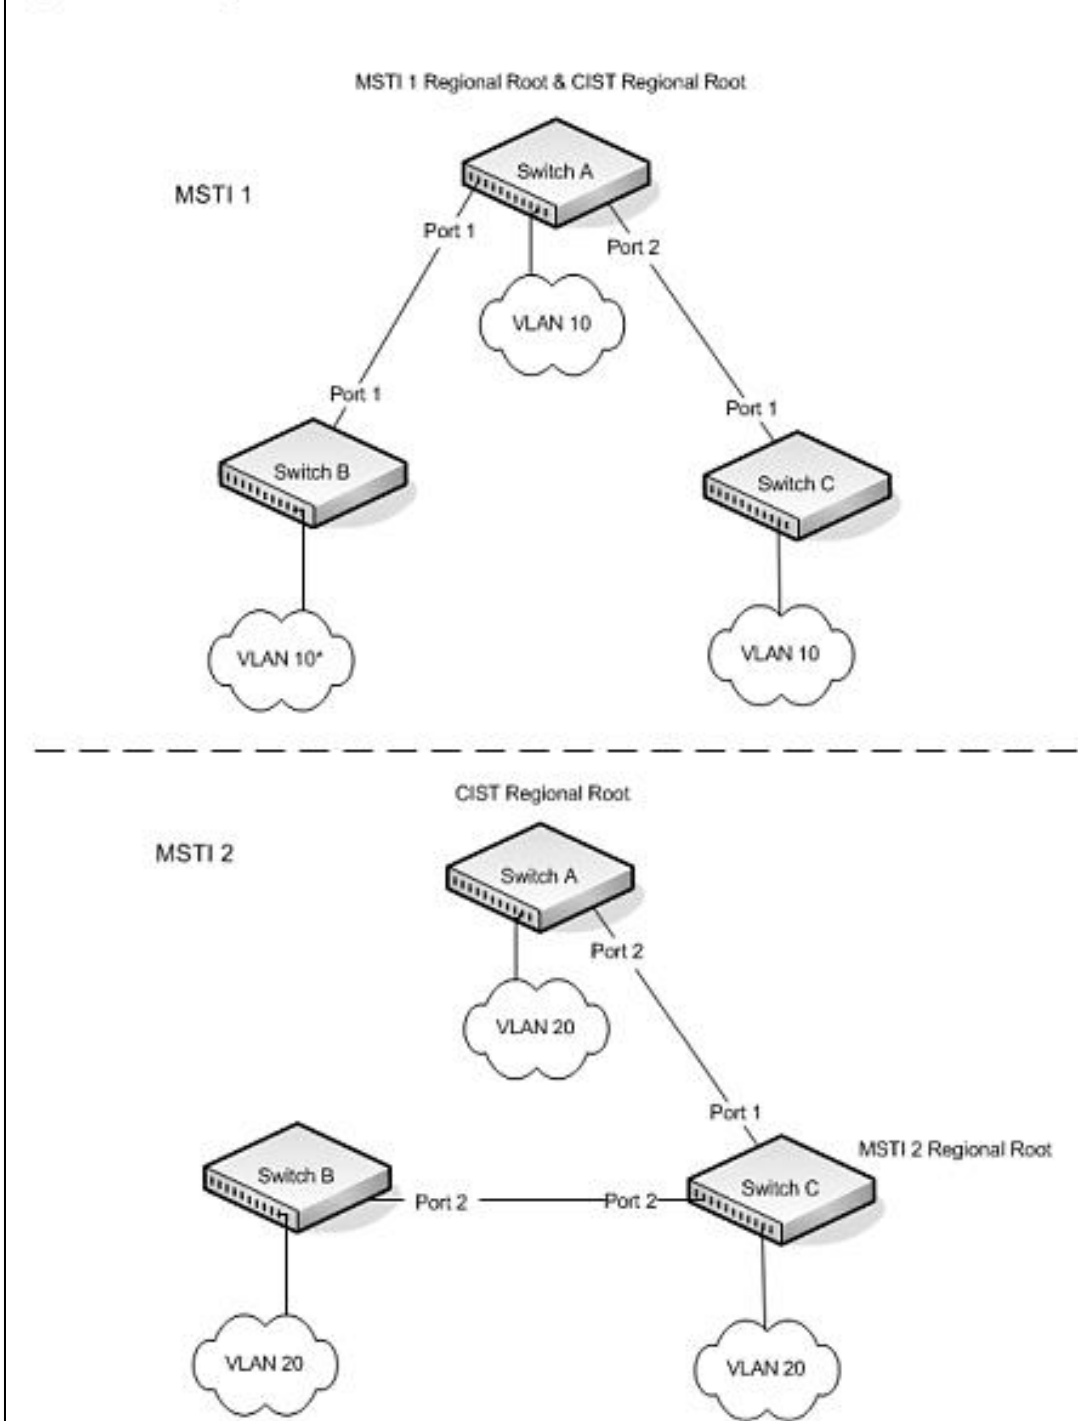 MSTI 1 Regional Root & CIST Regional Root
MSTI 1
Switch A
Port 1
Port 2
VLAN 10
Port 1
Port 1
Switch B
Switch C
VLAN 10*
VLAN 10
CIST Regional Root
MSTI 2
Switch A
Port 2
VLAN 20
Port 1
MSTI 2 Regional Root
Switch B
Switch C
Port 2
Port 2
VLAN 20
VLAN 20